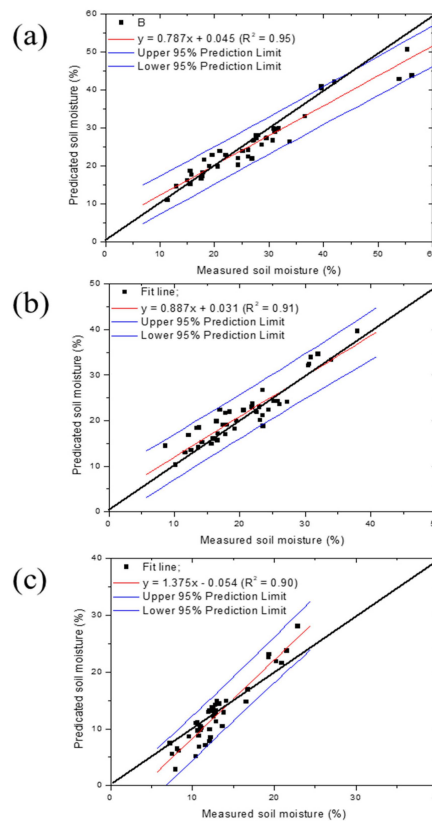 (a)
60
50
40
30
20
10
0
Predicated soil moisture (%)
B
y = 0.787x + 0.045 (R² = 0.95)
Upper 95% Prediction Limit
Lower 95% Prediction Limit
0 10 20 30 40 50 60
Measured soil moisture (%)
(b)
50
40
30
20
10
0
Predicated soil moisture (%)
Fit line;
y = 0.887x + 0.031 (R² = 0.91)
Upper 95% Prediction Limit
Lower 95% Prediction Limit
0 10 20 30 40
Measured soil moisture (%)
(c)
40
30
20
10
0
Predicated soil moisture (%)
Fit line;
y = 1.375x - 0.054 (R² = 0.90)
Upper 95% Prediction Limit
Lower 95% Prediction Limit
0 10 20 30
Measured soil moisture (%)